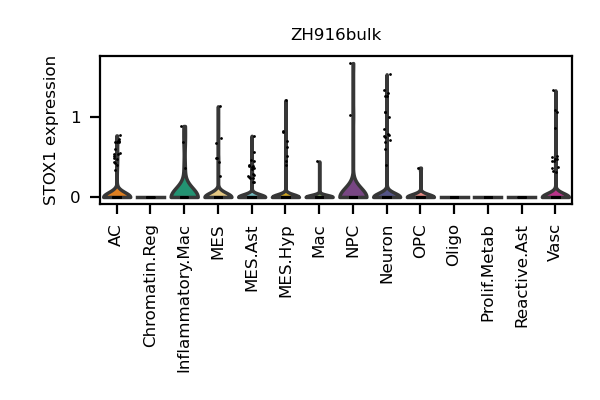 ZH916bulk
STOX1 expression
1
0
AC
Chromatin.Reg
Inflammatory.Mac
MES
MES.Ast
MES.Hyp
Mac
NPC
Neuron
OPC
Oligo
Prolif.Metab
Reactive.Ast
Vasc